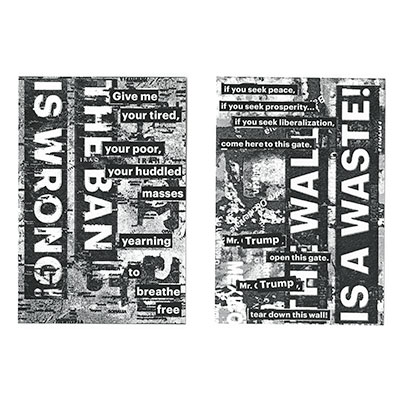 THE BAN
IS WRONG!
Give me
your tired,
your poor,
your huddled
masses
yearning
to
breathe
free
IRAQ
SOMALIA
THE WALL
IS A WASTE!
if you seek peace,
if you seek prosperity...
if you seek liberalization,
come here to this gate.
Mr. Trump
open this gate.
Mr. Trump,
tear down this wall!